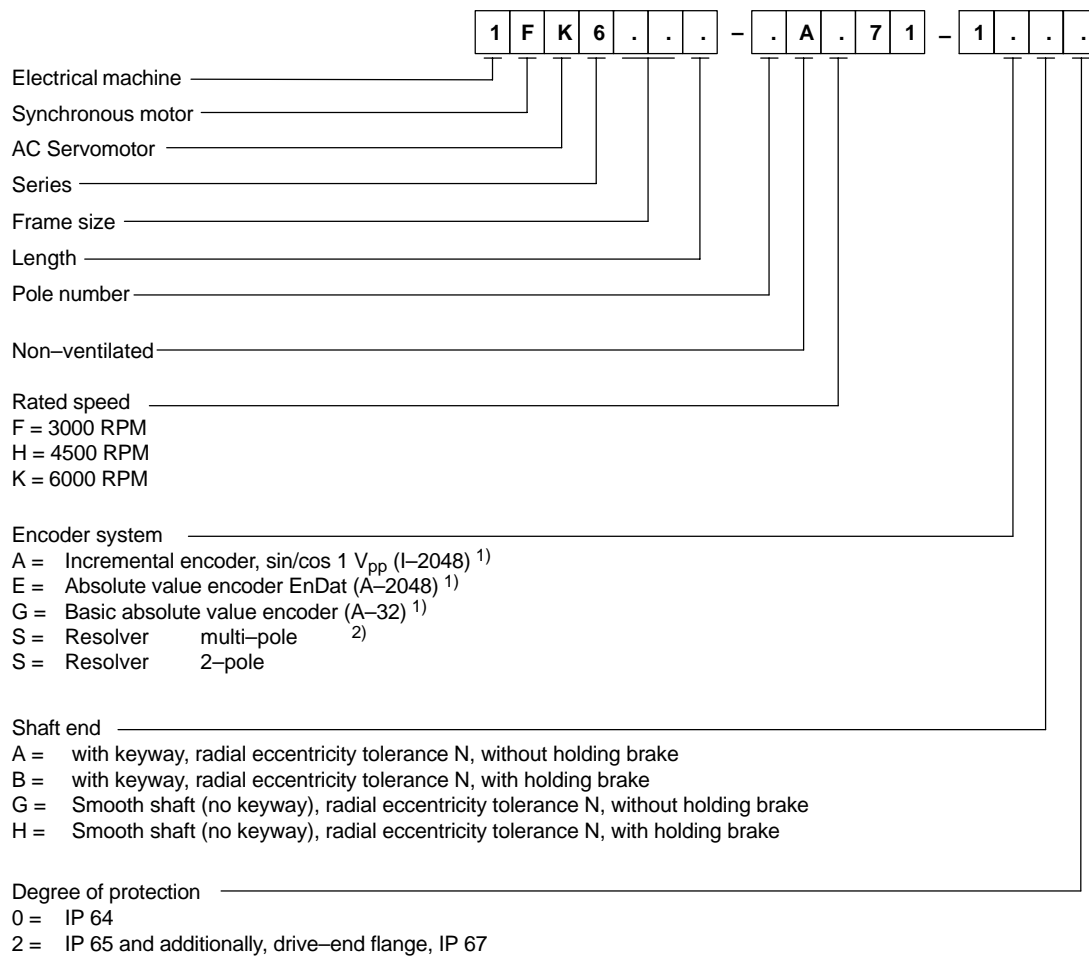 1 F K 6 . . . – . A . 7 1 – 1 . . .
Electrical machine
Synchronous motor
AC Servomotor
Series
Frame size
Length
Pole number
Non–ventilated
Rated speed
F = 3000 RPM
H = 4500 RPM
K = 6000 RPM
Encoder system
A = Incremental encoder, sin/cos 1 Vpp (I–2048) 1)
E = Absolute value encoder EnDat (A–2048) 1)
G = Basic absolute value encoder (A–32) 1)
S = Resolver multi–pole 2)
S = Resolver 2–pole
Shaft end
A = with keyway, radial eccentricity tolerance N, without holding brake
B = with keyway, radial eccentricity tolerance N, with holding brake
G = Smooth shaft (no keyway), radial eccentricity tolerance N, without holding brake
H = Smooth shaft (no keyway), radial eccentricity tolerance N, with holding brake
Degree of protection
0 = IP 64
2 = IP 65 and additionally, drive–end flange, IP 67